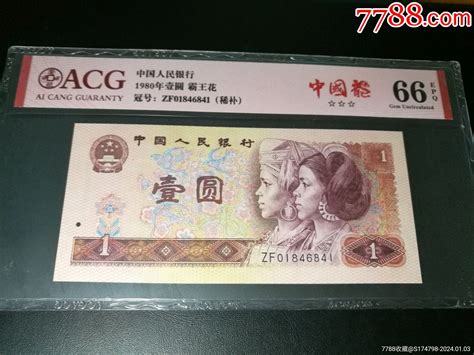 7788.com
ACG
AI CANG GUARANTY
中国人民银行
1980年壹圆 霸王花
冠号：ZF01846841（稀补）
中國龍
☆☆☆
66 EPQ
Gem Uncirculated
中国人民银行
1
壹圆
1
ZF01846841
1
7788收藏@S174798-2024.01.03